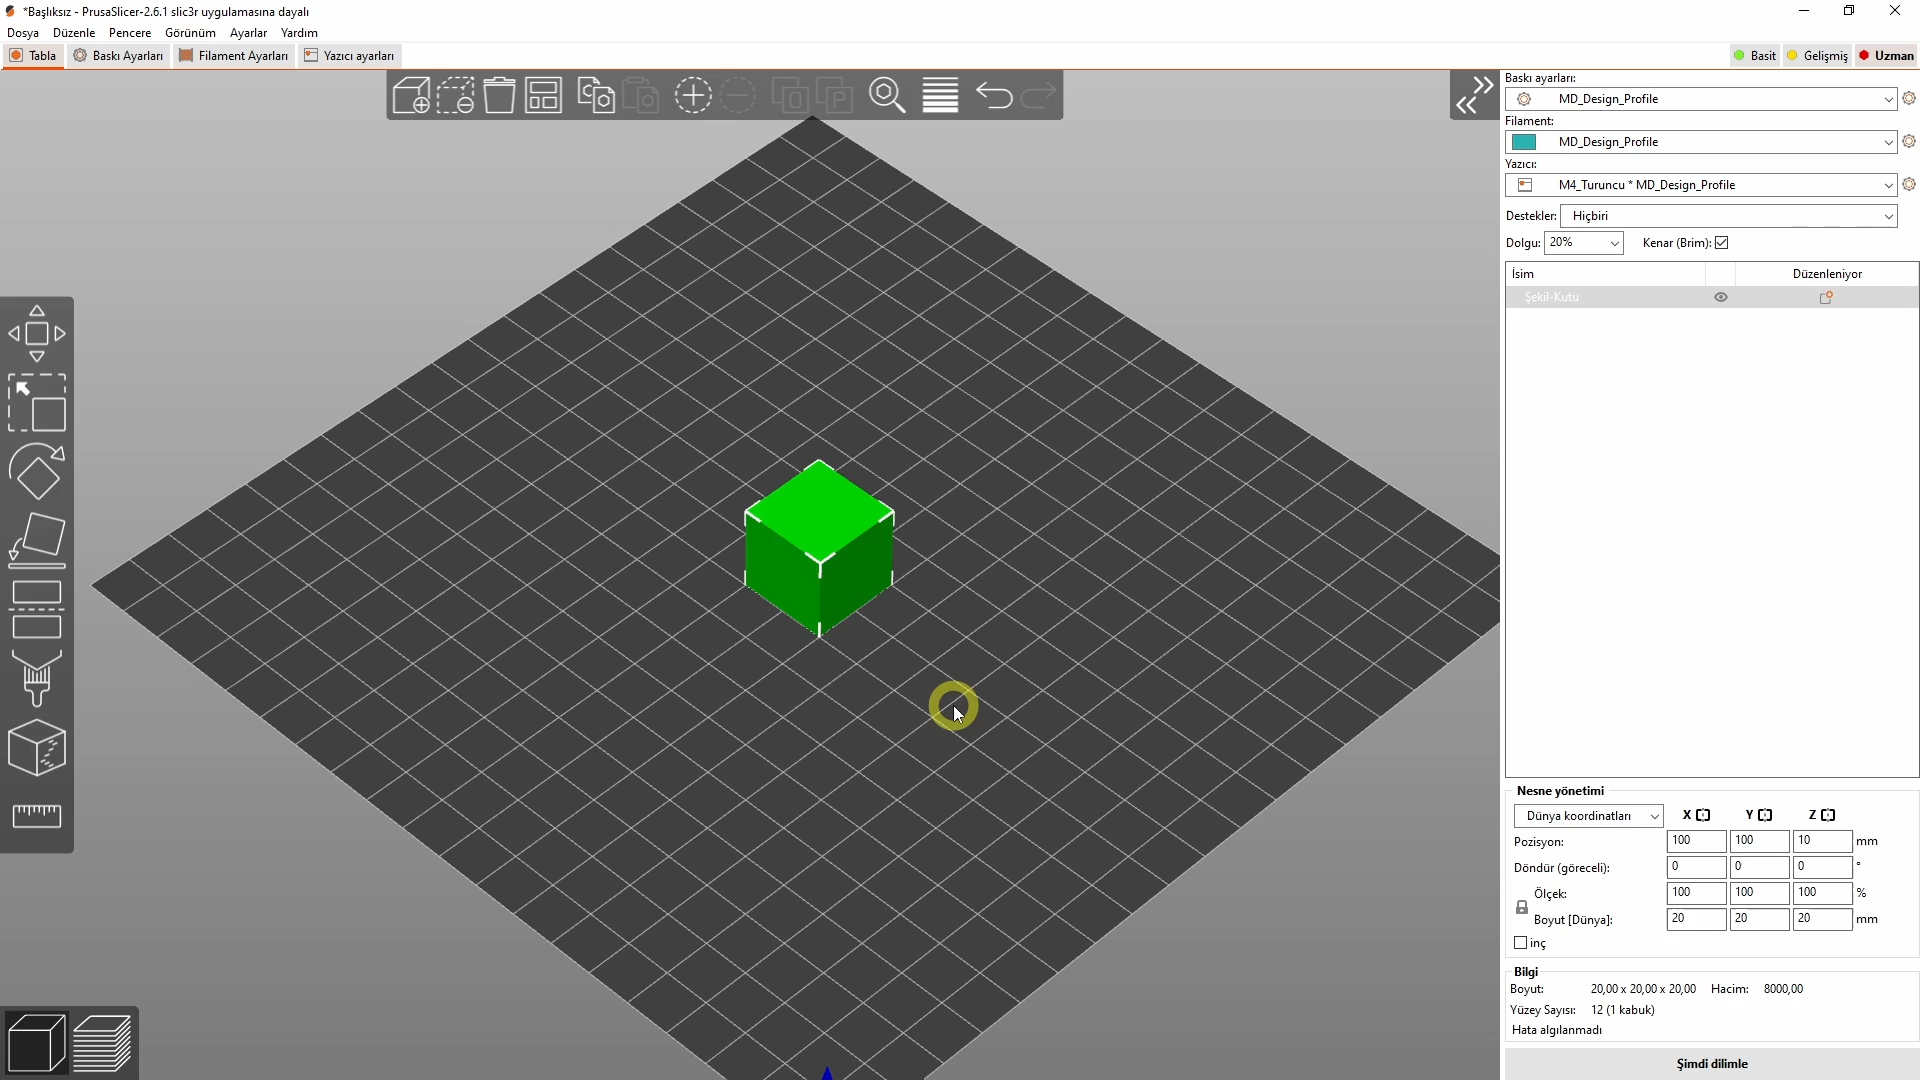 *Başlıksız - PrusaSlicer-2.6.1 slic3r uygulamasına dayalı
Dosya Düzenle Pencere Görünüm Ayarlar Yardım
Tabla Baskı Ayarları Filament Ayarları Yazıcı ayarları Basit Gelişmiş Uzman
Baskı ayarları:
MD_Design_Profile
Filament:
MD_Design_Profile
Yazıcı:
M4_Turuncu * MD_Design_Profile
Destekler: Hiçbiri
Dolgu: 20% Kenar (Brim):
İsim Düzenleniyor
Şekil-Kutu
Nesne yönetimi
Dünya koordinatları X Y Z
Pozisyon: 100 100 10 mm
Döndür (göreceli): 0 0 0 °
Ölçek: 100 100 100 %
Boyut [Dünya]: 20 20 20 mm
inç
Bilgi
Boyut: 20,00 x 20,00 x 20,00 Hacim: 8000,00
Yüzey Sayısı: 12 (1 kabuk)
Hata algılanmadı
Şimdi dilimle